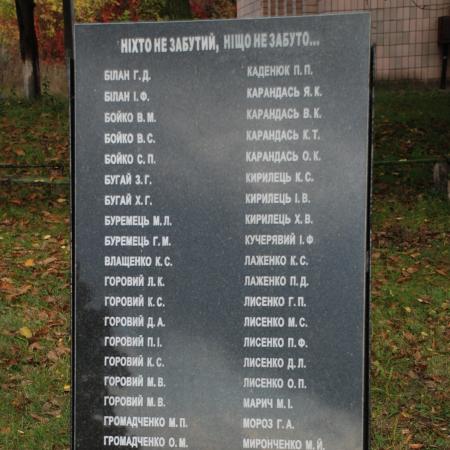 НІХТО НЕ ЗАБУТИЙ, НІЩО НЕ ЗАБУТО...
БІЛАН Г. Д.
БІЛАН І. Ф.
БОЙКО В. М.
БОЙКО В. С.
БОЙКО С. П.
БУГАЙ З. Г.
БУГАЙ Х. Г.
БУРЕМЕЦЬ М. Л.
БУРЕМЕЦЬ Г. М.
ВЛАЩЕНКО К. С.
ГОРОВИЙ Л. К.
ГОРОВИЙ К. С.
ГОРОВИЙ Д. А.
ГОРОВИЙ П. І.
ГОРОВИЙ К. С.
ГОРОВИЙ М. В.
ГОРОВИЙ М. В.
ГРОМАДЧЕНКО М. П.
ГРОМАДЧЕНКО О. М.
КАДЕНЮК П. П.
КАРАНДАСЬ Я. К.
КАРАНДАСЬ В. К.
КАРАНДАСЬ К. Т.
КАРАНДАСЬ О. К.
КИРИЛЕЦЬ К. С.
КИРИЛЕЦЬ І. В.
КИРИЛЕЦЬ Х. В.
КУЧЕРЯВИЙ І. Ф
ЛАЖЕНКО К. С.
ЛАЖЕНКО П. Д.
ЛИСЕНКО Г. П.
ЛИСЕНКО М. С.
ЛИСЕНКО П. Ф.
ЛИСЕНКО Д. Л.
ЛИСЕНКО О. П.
МАРИЧ М. І.
МОРОЗ Г. А.
МИРОНЧЕНКО М. Й.